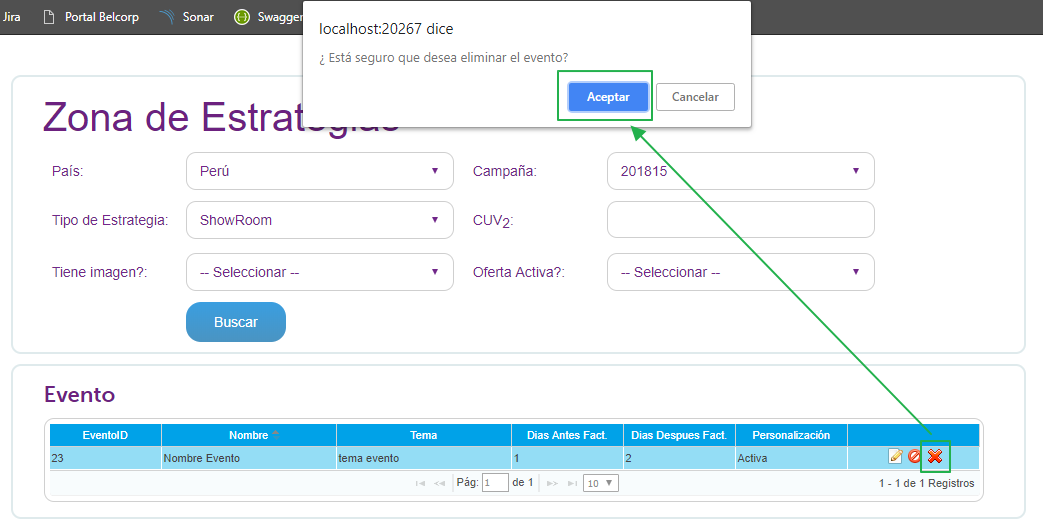 Jira Portal Belcorp Sonar Swagger
localhost:20267 dice
¿ Está seguro que desea eliminar el evento?
Aceptar Cancelar
Zona de Estrategias
País: Perú Campaña: 201815
Tipo de Estrategia: ShowRoom CUV2:
Tiene imagen?: -- Seleccionar -- Oferta Activa?: -- Seleccionar --
Buscar
Evento
EventoID Nombre Tema Dias Antes Fact. Dias Despues Fact. Personalización
23 Nombre Evento tema evento 1 2 Activa
Pág: 1 de 1 10 1 - 1 de 1 Registros